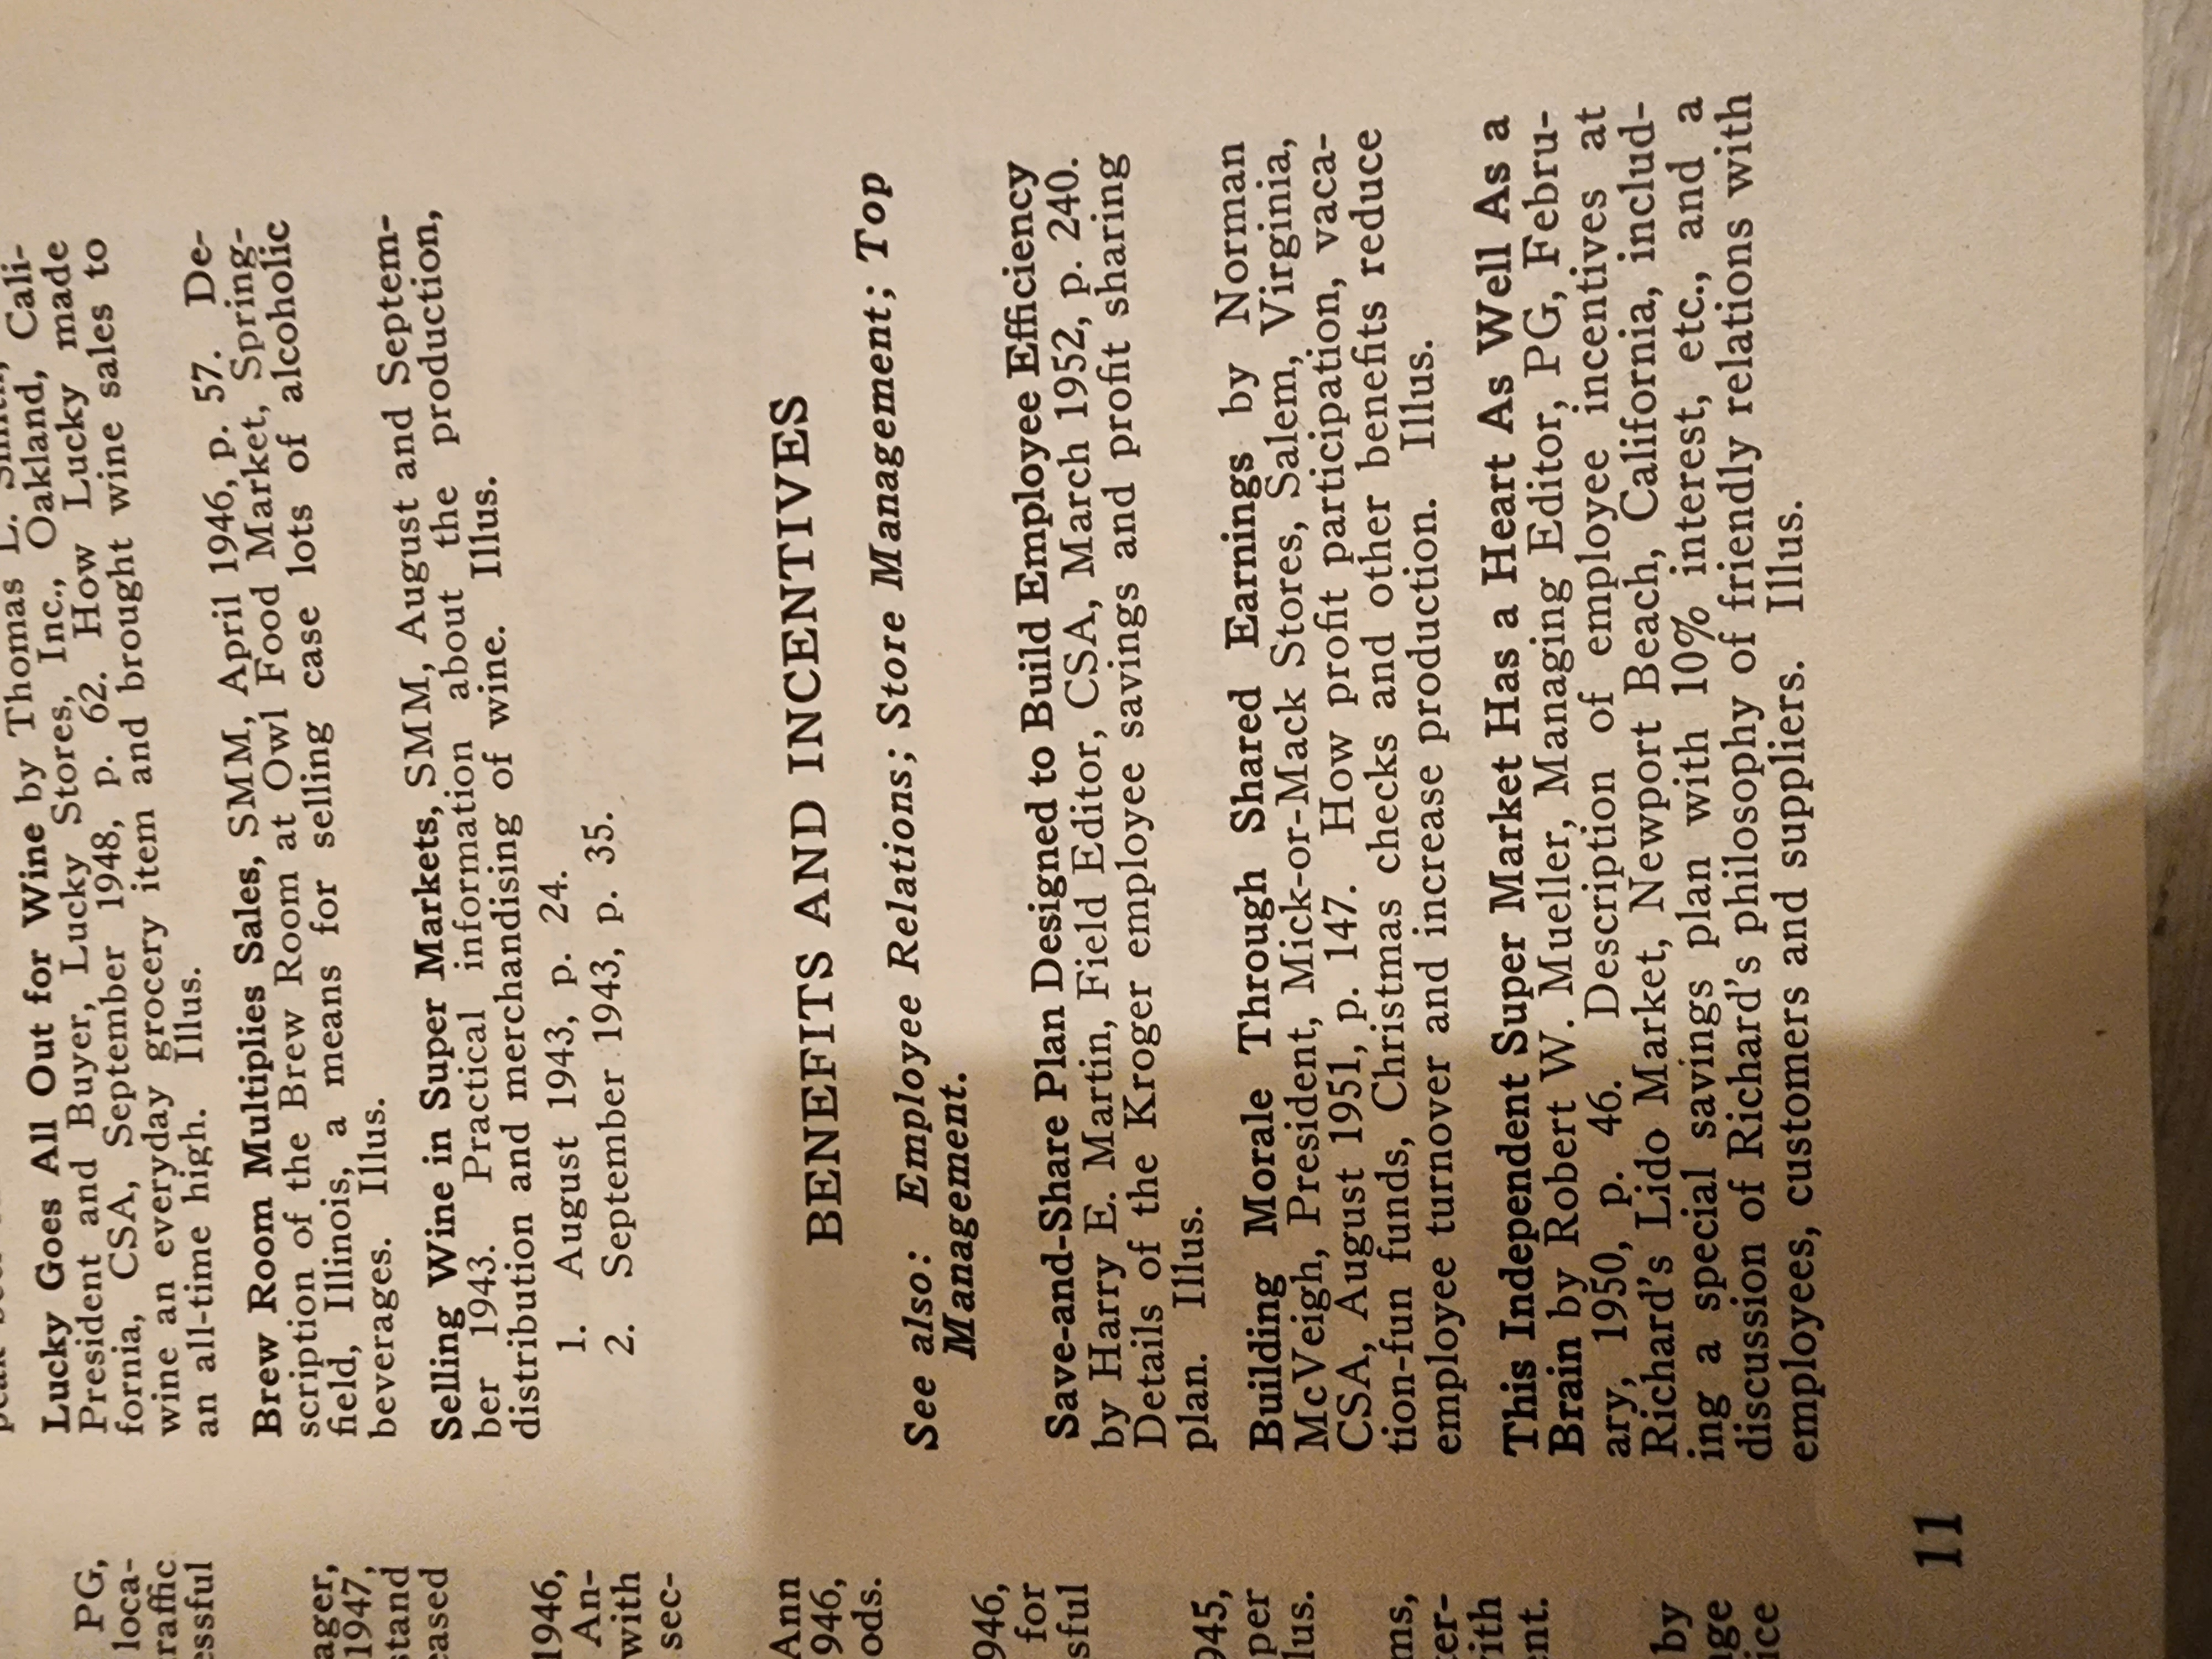 Lucky Goes All Out for Wine by Thomas L. Smith,
President and Buyer, Lucky Stores, Inc., Oakland, Cali-
fornia, CSA, September 1948, p. 62. How Lucky made
wine an everyday grocery item and brought wine sales to
an all-time high. Illus.
Brew Room Multiplies Sales, SMM, April 1946, p. 57. De-
scription of the Brew Room at Owl Food Market, Spring-
field, Illinois, a means for selling case lots of alcoholic
beverages. Illus.
Selling Wine in Super Markets, SMM, August and Septem-
ber 1943. Practical information about the production,
distribution and merchandising of wine. Illus.
1. August 1943, p. 24.
2. September 1943, p. 35.
BENEFITS AND INCENTIVES
See also: Employee Relations; Store Management; Top
Management.
Save-and-Share Plan Designed to Build Employee Efficiency
by Harry E. Martin, Field Editor, CSA, March 1952, p. 240.
Details of the Kroger employee savings and profit sharing
plan. Illus.
Building Morale Through Shared Earnings by Norman
McVeigh, President, Mick-or-Mack Stores, Salem, Virginia,
CSA, August 1951, p. 147. How profit participation, vaca-
tion-fun funds, Christmas checks and other benefits reduce
employee turnover and increase production. Illus.
This Independent Super Market Has a Heart As Well As a
Brain by Robert W. Mueller, Managing Editor, PG, Febru-
ary, 1950, p. 46. Description of employee incentives at
Richard's Lido Market, Newport Beach, California, includ-
ing a special savings plan with 10% interest, etc., and a
discussion of Richard's philosophy of friendly relations with
employees, customers and suppliers. Illus.
PG,
loca-
1947,
1946,
An-
with
sec-
Ann
for
by
11